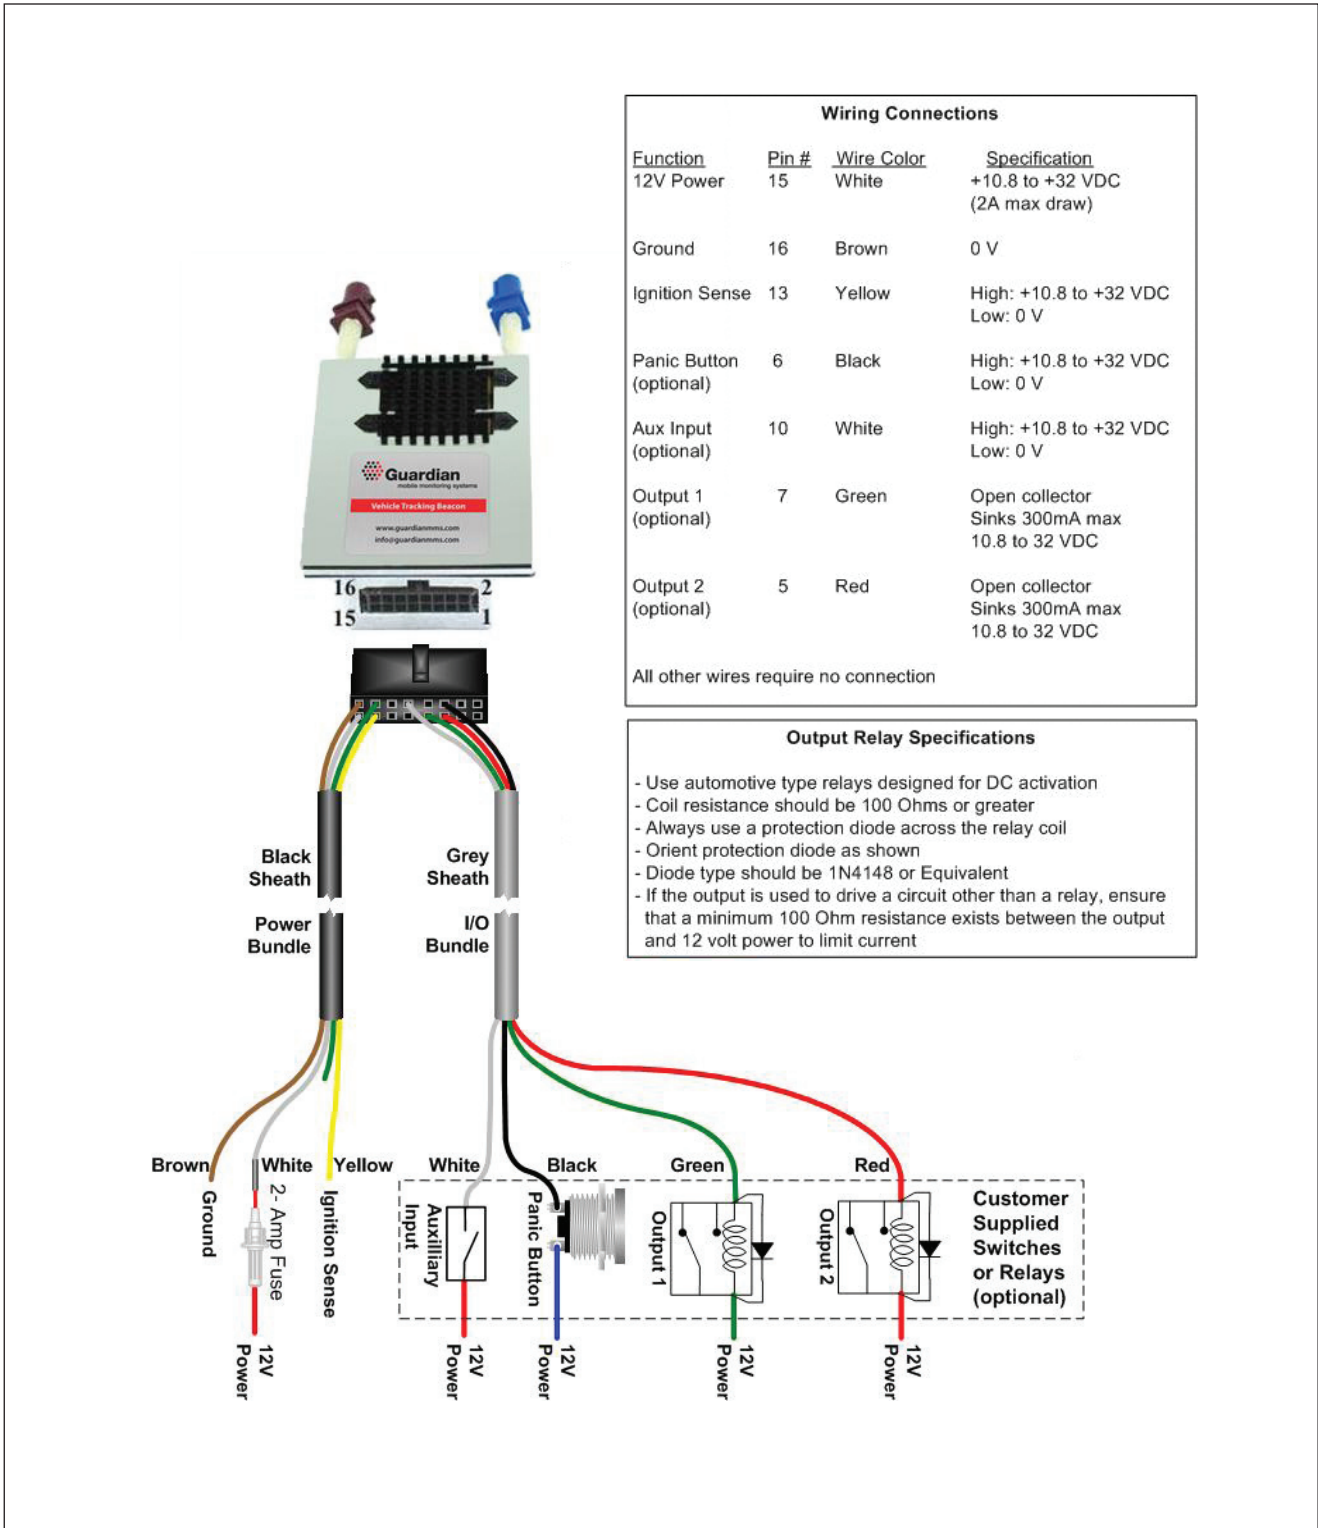 Wiring Connections
Function Pin # Wire Color Specification
12V Power 15 White +10.8 to +32 VDC
(2A max draw)
Ground 16 Brown 0 V
Ignition Sense 13 Yellow High: +10.8 to +32 VDC
Low: 0 V
Panic Button 6 Black High: +10.8 to +32 VDC
(optional) Low: 0 V
Aux Input 10 White High: +10.8 to +32 VDC
(optional) Low: 0 V
Output 1 7 Green Open collector
(optional) Sinks 300mA max
10.8 to 32 VDC
Output 2 5 Red Open collector
(optional) Sinks 300mA max
10.8 to 32 VDC
All other wires require no connection
Guardian
mobile monitoring systems
Vehicle Tracking Beacon
www.guardianmms.com
info@guardianmms.com
16 2
15 1
Output Relay Specifications
- Use automotive type relays designed for DC activation
- Coil resistance should be 100 Ohms or greater
- Always use a protection diode across the relay coil
- Orient protection diode as shown
- Diode type should be 1N4148 or Equivalent
- If the output is used to drive a circuit other than a relay, ensure
that a minimum 100 Ohm resistance exists between the output
and 12 volt power to limit current
Black
Sheath
Grey
Sheath
Power
Bundle
I/O
Bundle
Brown White Yellow White Black Green Red
Ground
2- Amp Fuse
Ignition Sense
Auxilliary
Input
Panic Button
Output 1
Output 2
Customer
Supplied
Switches
or Relays
(optional)
12V
Power
12V
Power
12V
Power
12V
Power
12V
Power